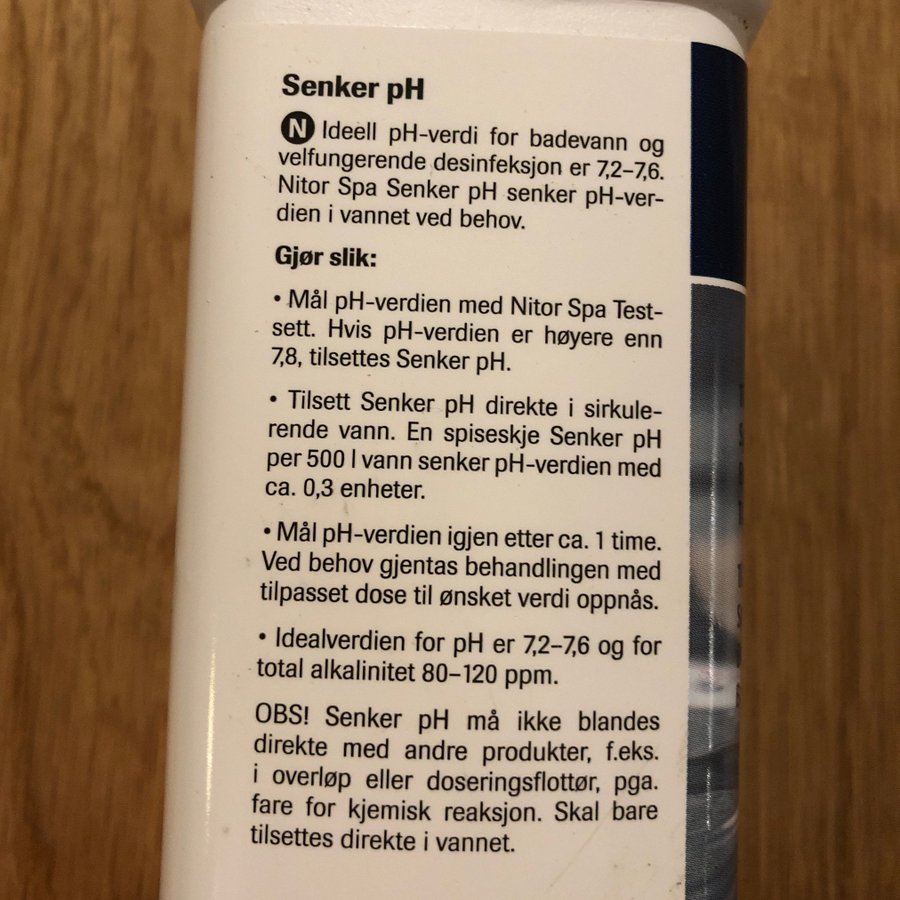 Senker pH
N Ideell pH-verdi for badevann og
velfungerende desinfeksjon er 7,2–7,6.
Nitor Spa Senker pH senker pH-ver-
dien i vannet ved behov.
Gjør slik:
• Mål pH-verdien med Nitor Spa Test-
sett. Hvis pH-verdien er høyere enn
7,8, tilsettes Senker pH.
• Tilsett Senker pH direkte i sirkule-
rende vann. En spiseskje Senker pH
per 500 l vann senker pH-verdien med
ca. 0,3 enheter.
• Mål pH-verdien igjen etter ca. 1 time.
Ved behov gjentas behandlingen med
tilpasset dose til ønsket verdi oppnås.
• Idealverdien for pH er 7,2–7,6 og for
total alkalinitet 80–120 ppm.
OBS! Senker pH må ikke blandes
direkte med andre produkter, f.eks.
i overløp eller doseringsflottør, pga.
fare for kjemisk reaksjon. Skal bare
tilsettes direkte i vannet.